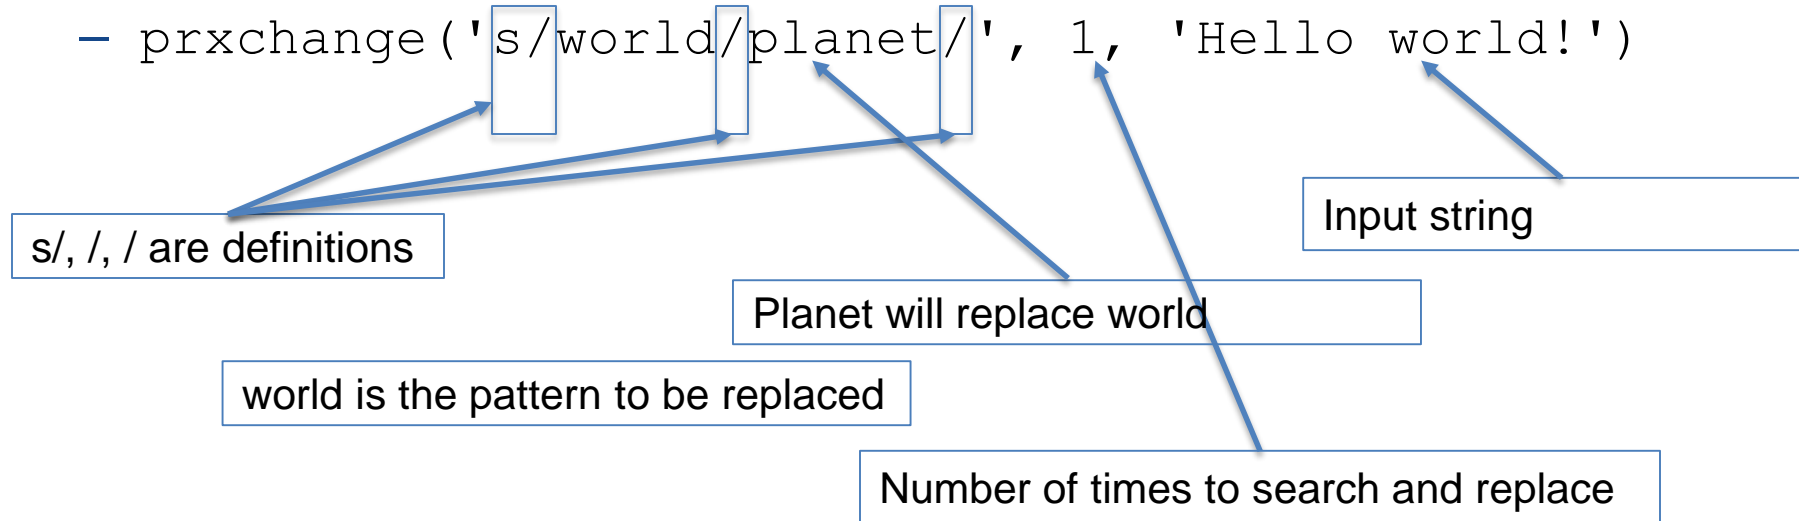 – prxchange('s/world/planet/', 1, 'Hello world!')
Input string
s/, /, / are definitions
Planet will replace world
world is the pattern to be replaced
Number of times to search and replace